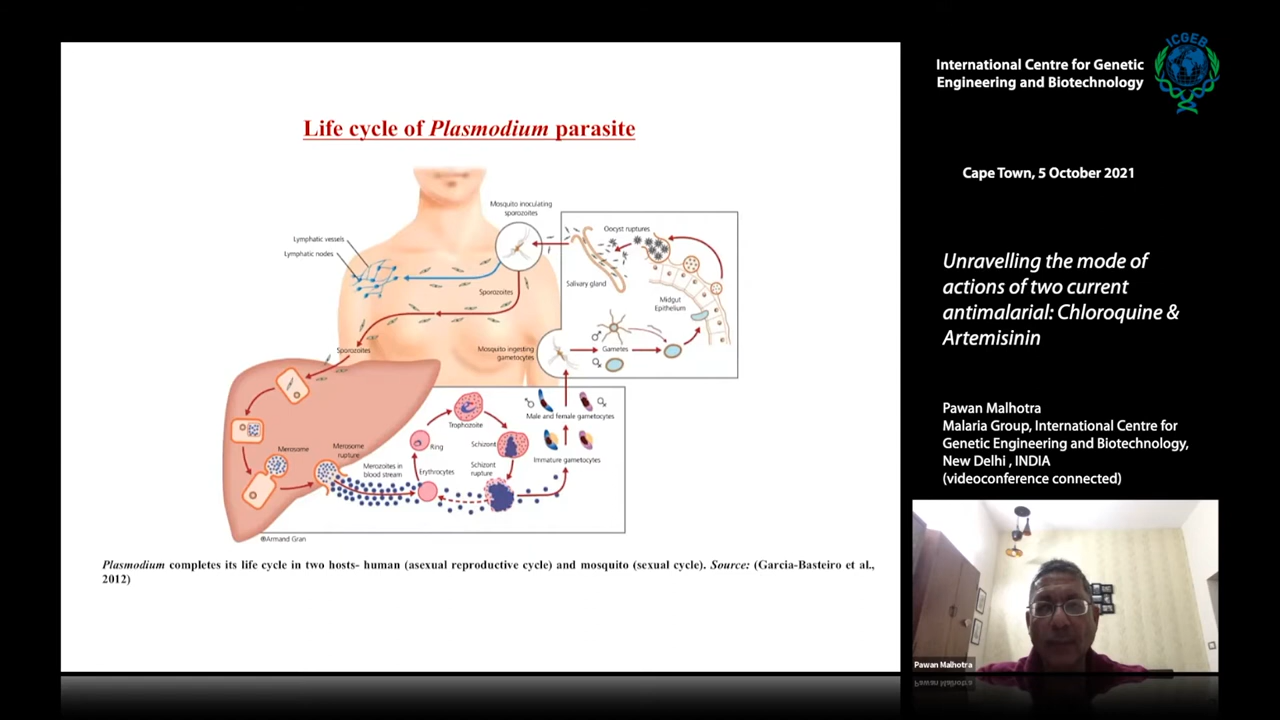 Life cycle of Plasmodium parasite
Mosquito inoculating
sporozoites
Lymphatic vessels
Lymphatic nodes
Sporozoites
Sporozoites
Oocyst ruptures
Salivary gland
Midgut
Epithelium
Mosquito ingesting
gametocytes
Gametes
Male and female gametocytes
Immature gametocytes
Trophozoite
Ring
Schizont
Schizont
rupture
Erythrocytes
Merosome
Merosome
rupture
Merozoites in
blood stream
®Armand Gran
Plasmodium completes its life cycle in two hosts- human (asexual reproductive cycle) and mosquito (sexual cycle). Source: (Garcia-Basteiro et al.,
2012)
International Centre for Genetic
Engineering and Biotechnology
ICGEB
Cape Town, 5 October 2021
Unravelling the mode of
actions of two current
antimalarial: Chloroquine &
Artemisinin
Pawan Malhotra
Malaria Group, International Centre for
Genetic Engineering and Biotechnology,
New Delhi , INDIA
(videoconference connected)
Pawan Malhotra